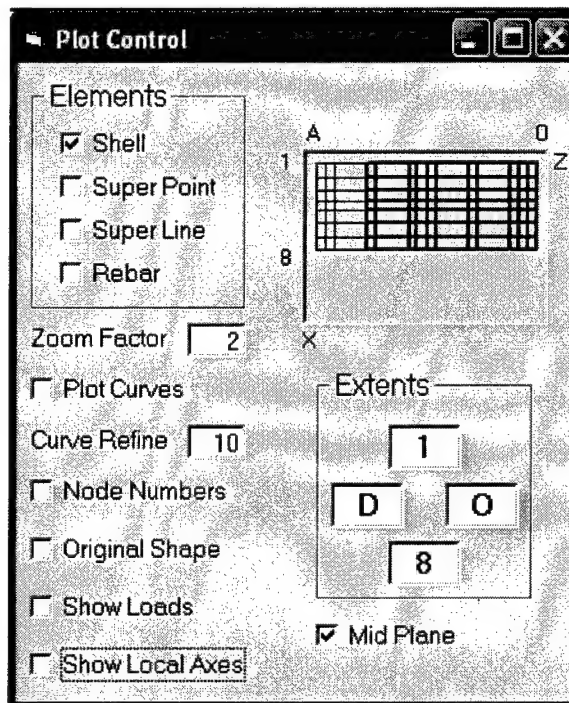 Plot Control
Elements
Shell
Super Point
Super Line
Rebar
Zoom Factor 2
Plot Curves
Curve Refine 10
Node Numbers
Original Shape
Show Loads
Show Local Axes
A O
1 Z
8
X
Extents
1
D O
8
Mid Plane